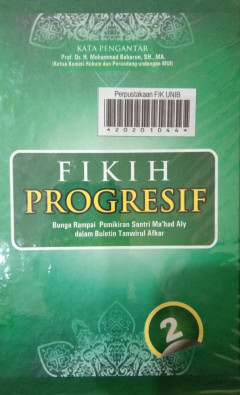 KATA PENGANTAR
Prof. Dr. H. Mohammad Baharun, SH., MA.
(Ketua Komisi Hukum dan Perundang-undangan MUI)
Perpustakaan FIK UNIB
*20201044*
FIKIH
PROGRESIF
Bunga Rampai Pemikiran Santri Ma'had Aly
dalam Buletin Tanwirul Afkar
2